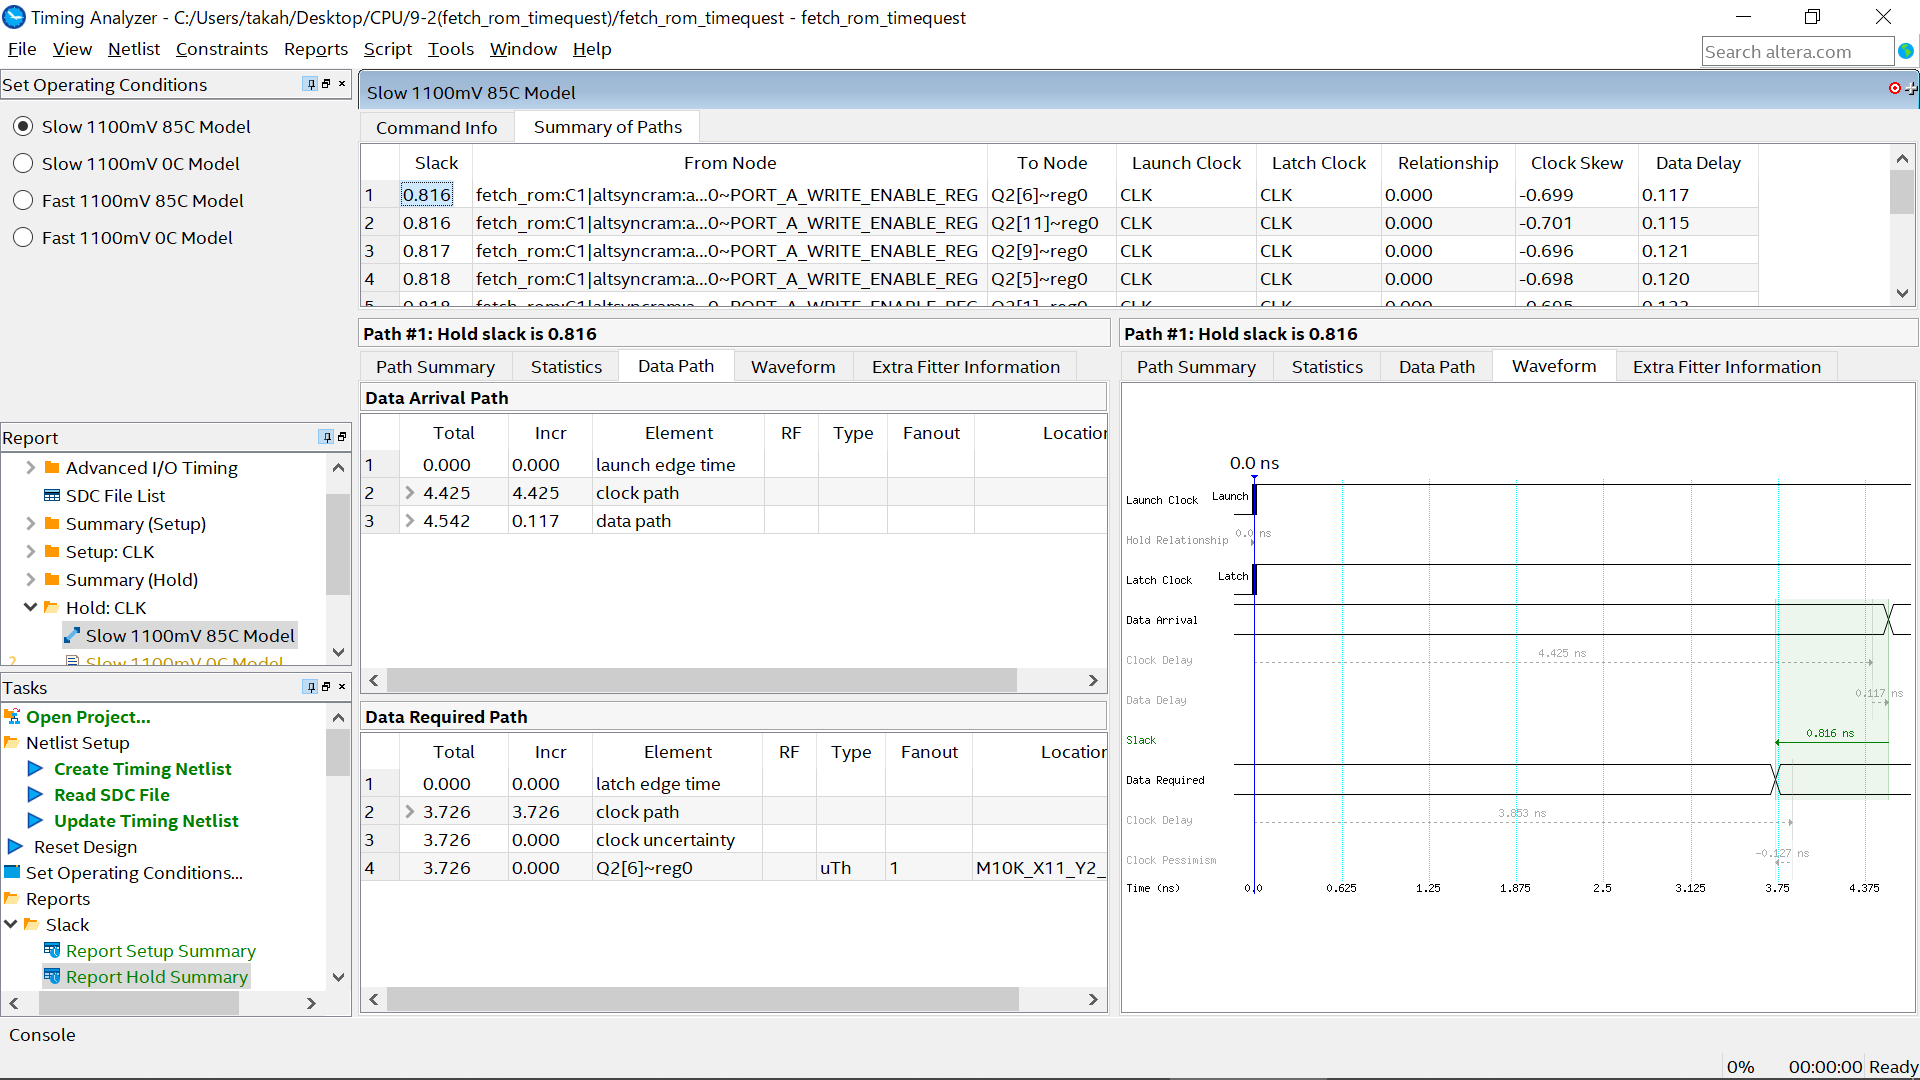 Timing Analyzer - C:/Users/takah/Desktop/CPU/9-2(fetch_rom_timequest)/fetch_rom_timequest - fetch_rom_timequest
File View Netlist Constraints Reports Script Tools Window Help
Search altera.com
Set Operating Conditions
Slow 1100mV 85C Model
Slow 1100mV 0C Model
Fast 1100mV 85C Model
Fast 1100mV 0C Model
Report
Advanced I/O Timing
SDC File List
Summary (Setup)
Setup: CLK
Summary (Hold)
Hold: CLK
Slow 1100mV 85C Model
Slow 1100mV 0C Model
Tasks
Open Project...
Netlist Setup
Create Timing Netlist
Read SDC File
Update Timing Netlist
Reset Design
Set Operating Conditions...
Reports
Slack
Report Setup Summary
Report Hold Summary
Slow 1100mV 85C Model
Command Info Summary of Paths
Slack From Node To Node Launch Clock Latch Clock Relationship Clock Skew Data Delay
1 0.816 fetch_rom:C1|altsyncram:a...0~PORT_A_WRITE_ENABLE_REG Q2[6]~reg0 CLK CLK 0.000 -0.699 0.117
2 0.816 fetch_rom:C1|altsyncram:a...0~PORT_A_WRITE_ENABLE_REG Q2[11]~reg0 CLK CLK 0.000 -0.701 0.115
3 0.817 fetch_rom:C1|altsyncram:a...0~PORT_A_WRITE_ENABLE_REG Q2[9]~reg0 CLK CLK 0.000 -0.696 0.121
4 0.818 fetch_rom:C1|altsyncram:a...0~PORT_A_WRITE_ENABLE_REG Q2[5]~reg0 CLK CLK 0.000 -0.698 0.120
5 0.818 fetch_rom:C1|altsyncram:a...0~PORT_A_WRITE_ENABLE_REG Q2[1]~reg0 CLK CLK 0.000 -0.695
Path #1: Hold slack is 0.816
Path Summary Statistics Data Path Waveform Extra Fitter Information
Data Arrival Path
Total Incr Element RF Type Fanout Location
1 0.000 0.000 launch edge time
2 4.425 4.425 clock path
3 4.542 0.117 data path
Data Required Path
Total Incr Element RF Type Fanout Location
1 0.000 0.000 latch edge time
2 3.726 3.726 clock path
3 3.726 0.000 clock uncertainty
4 3.726 0.000 Q2[6]~reg0 uTh 1 M10K_X11_Y2_
Path #1: Hold slack is 0.816
Path Summary Statistics Data Path Waveform Extra Fitter Information
0.0 ns
Launch Clock Launch
Hold Relationship 0.0 ns
Latch Clock Latch
Data Arrival
Clock Delay 4.425 ns
Data Delay 0.117 ns
Slack 0.816 ns
Data Required
Clock Delay 3.853 ns
Clock Pessimism -0.127 ns
Time (ns) 0.0 0.625 1.25 1.875 2.5 3.125 3.75 4.375
Console
0% 00:00:00 Ready